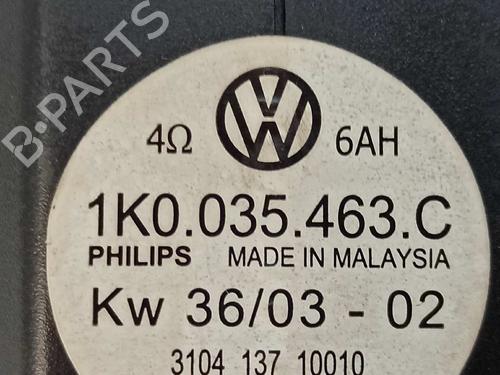 B-PARTS
4Ω 6AH
1K0.035.463.C
PHILIPS MADE IN MALAYSIA
Kw 36/03 - 02
3104 137 10010